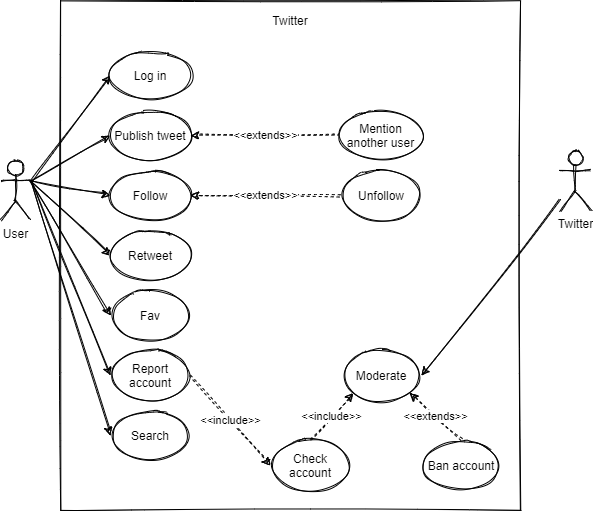 Twitter
Log in
Publish tweet
<<extends>>
Mention
another user
Follow
<<extends>>
Unfollow
User
Twitter
Retweet
Fav
Report
account
Moderate
<<include>>
<<include>>
<<extends>>
Search
Check
account
Ban account